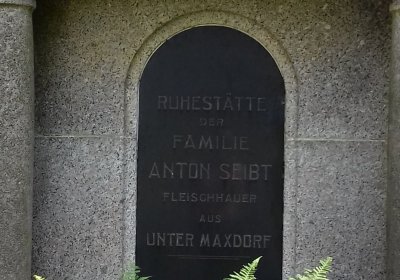 RUHESTÄTTE
DER
FAMILIE
ANTON SEIBT
FLEISCHHAUER
AUS
UNTER MAXDORF